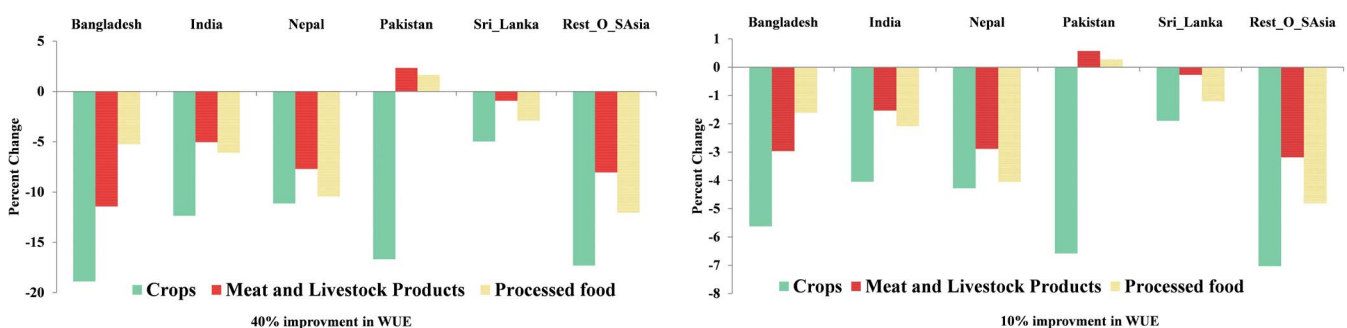 Bangladesh India Nepal Pakistan Sri_Lanka Rest_O_SAsia
5
0
-5
-10
-15
-20
Percent Change
Crops Meat and Livestock Products Processed food
40% improvment in WUE
Bangladesh India Nepal Pakistan Sri_Lanka Rest_O_SAsia
1
0
-1
-2
-3
-4
-5
-6
-7
-8
Percent Change
Crops Meat and Livestock Products Processed food
10% improvment in WUE